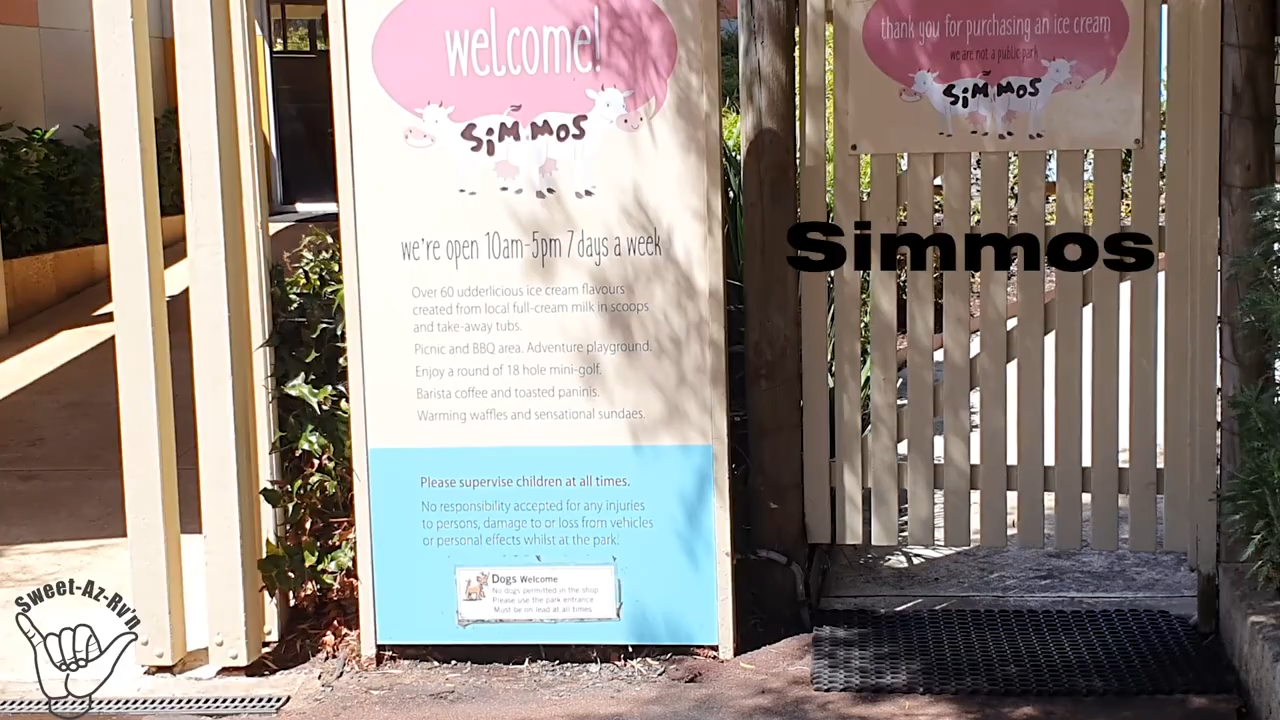 welcome!
SiMMOS
we're open 10am-5pm 7 days a week
Over 60 udderlicious ice cream flavours
created from local full-cream milk in scoops
and take-away tubs.
Picnic and BBQ area. Adventure playground.
Enjoy a round of 18 hole mini-golf.
Barista coffee and toasted paninis.
Warming waffles and sensational sundaes.
Please supervise children at all times.
No responsibility accepted for any injuries
to persons, damage to or loss from vehicles
or personal effects whilst at the park.
Dogs Welcome
No dogs permitted in the shop
Please use the park entrance
Must be on lead at all times
thank you for purchasing an ice cream
we are not a public park
SiMMOS
Simmos
Sweet-Az-Rv'n